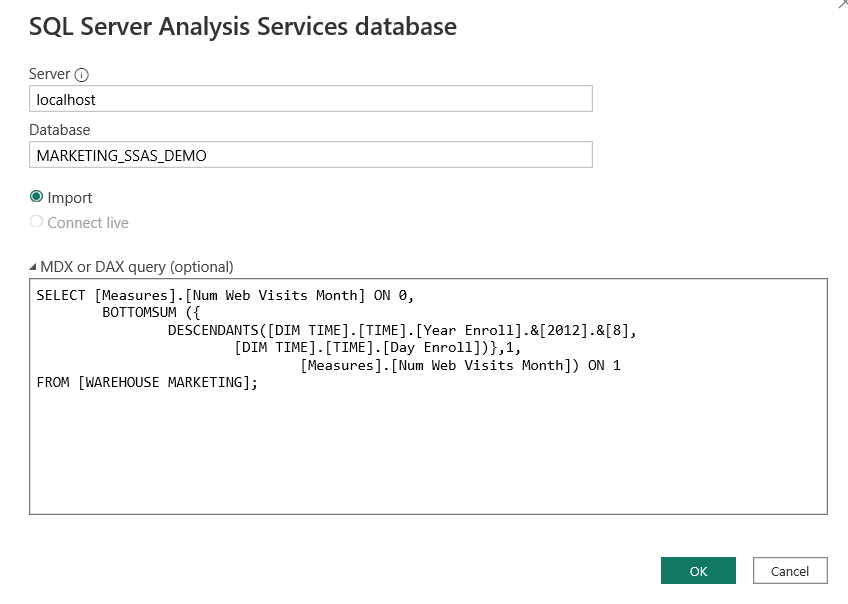 SQL Server Analysis Services database
Server
localhost
Database
MARKETING_SSAS_DEMO
Import
Connect live
MDX or DAX query (optional)
SELECT [Measures].[Num Web Visits Month] ON 0,
BOTTOMSUM ({
DESCENDANTS([DIM TIME].[TIME].[Year Enroll].&[2012].&[8],
[DIM TIME].[TIME].[Day Enroll])},1,
[Measures].[Num Web Visits Month]) ON 1
FROM [WAREHOUSE MARKETING];
OK Cancel